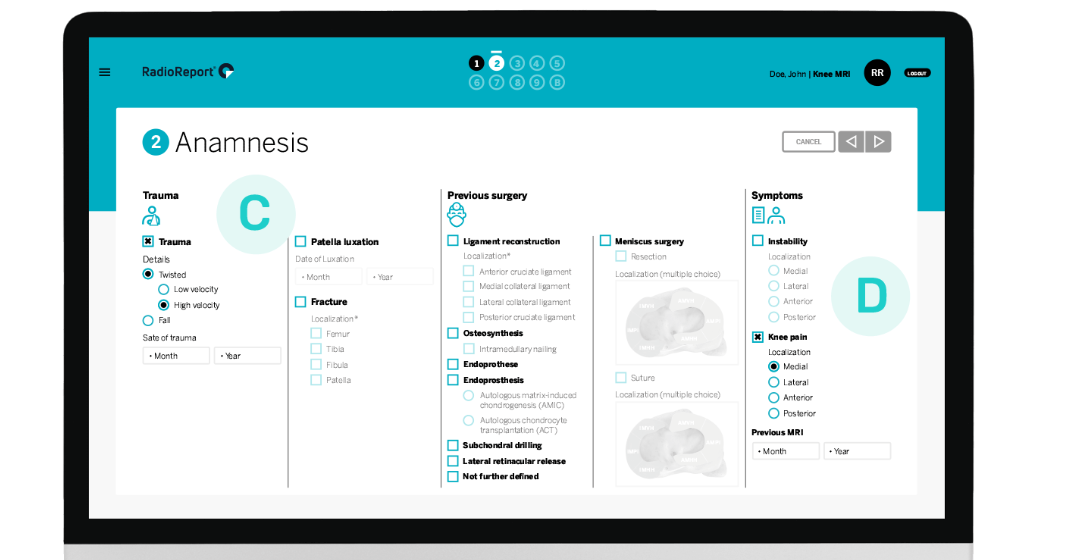 RadioReport®
1 2 3 4 5
6 7 8 9 B
Doe, John | Knee MRI
RR
LOGOUT
2 Anamnesis
CANCEL
Trauma
C
Trauma
Details
Twisted
Low velocity
High velocity
Fall
Sate of trauma
• Month
• Year
Patella luxation
Date of Luxation
• Month
• Year
Fracture
Localization*
Femur
Tibia
Fibula
Patella
Previous surgery
Ligament reconstruction
Localization*
Anterior cruciate ligament
Medial collateral ligament
Lateral collateral ligament
Posterior cruciate ligament
Osteosynthesis
Intramedullary nailing
Endoprothese
Endoprosthesis
Autologous matrix-induced
chondrogenesis (AMIC)
Autologous chondrocyte
transplantation (ACT)
Subchondral drilling
Lateral retinacular release
Not further defined
Meniscus surgery
Resection
Localization (multiple choice)
Suture
Localization (multiple choice)
Symptoms
Instability
Localization
Medial
Lateral
Anterior
Posterior
D
Knee pain
Localization
Medial
Lateral
Anterior
Posterior
Previous MRI
• Month
• Year